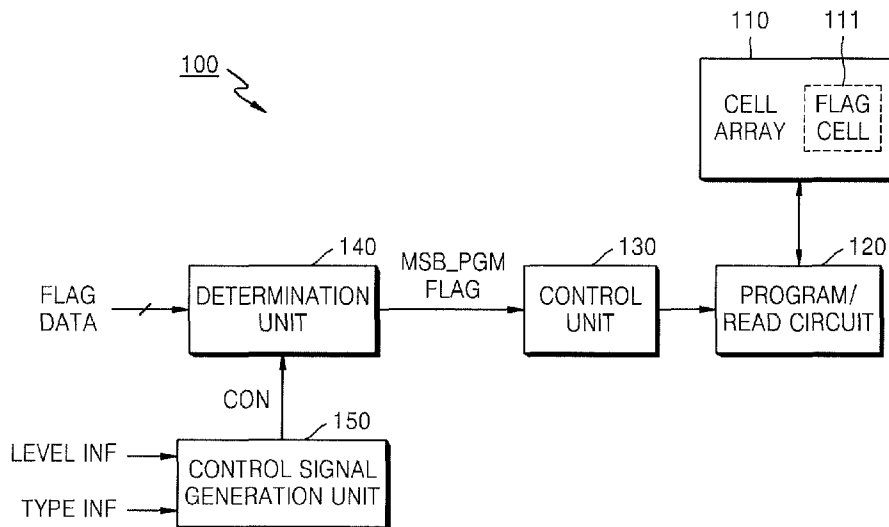 110
111
100
CELL
ARRAY
FLAG
CELL
140
MSB_PGM
FLAG
130
120
FLAG
DATA
DETERMINATION
UNIT
CONTROL
UNIT
PROGRAM/
READ CIRCUIT
CON
150
LEVEL INF
TYPE INF
CONTROL SIGNAL
GENERATION UNIT